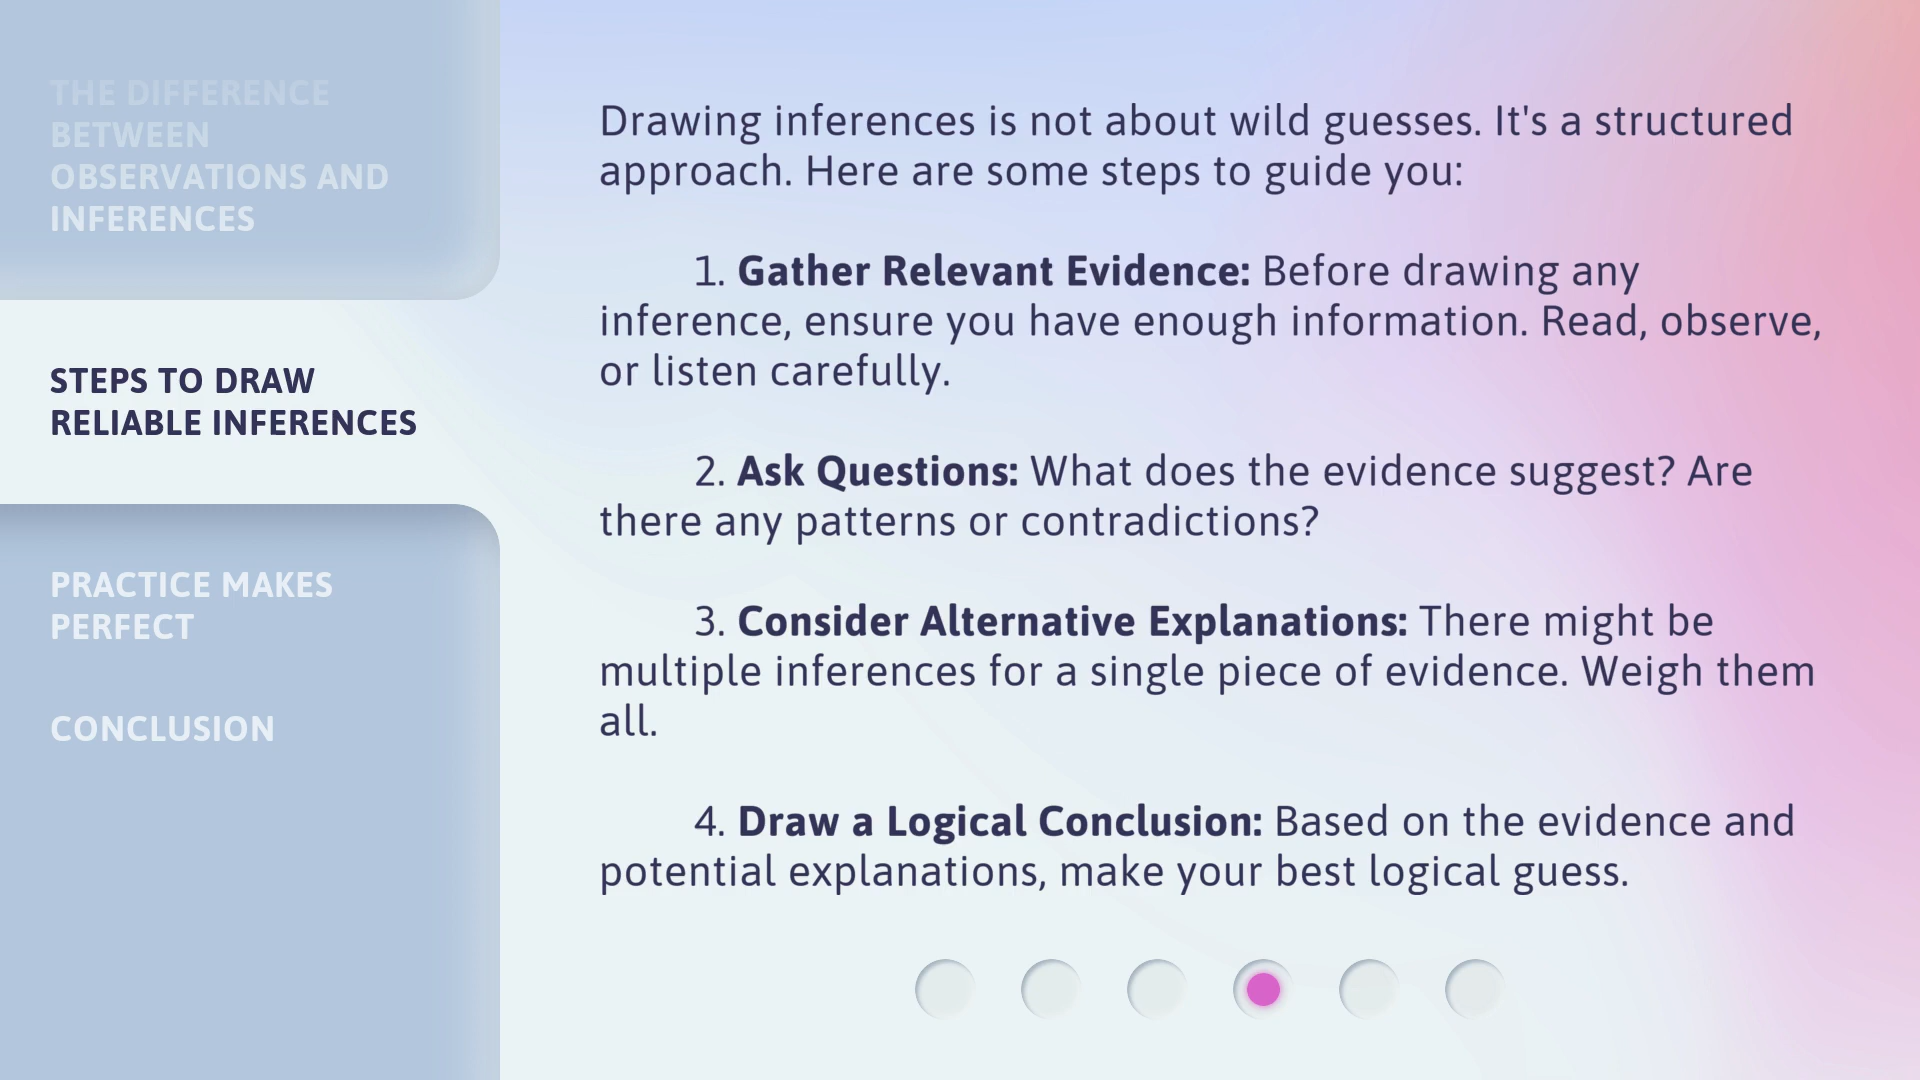 THE DIFFERENCE
BETWEEN
OBSERVATIONS AND
INFERENCES
STEPS TO DRAW
RELIABLE INFERENCES
PRACTICE MAKES
PERFECT
CONCLUSION
Drawing inferences is not about wild guesses. It's a structured
approach. Here are some steps to guide you:
1. Gather Relevant Evidence: Before drawing any
inference, ensure you have enough information. Read, observe,
or listen carefully.
2. Ask Questions: What does the evidence suggest? Are
there any patterns or contradictions?
3. Consider Alternative Explanations: There might be
multiple inferences for a single piece of evidence. Weigh them
all.
4. Draw a Logical Conclusion: Based on the evidence and
potential explanations, make your best logical guess.